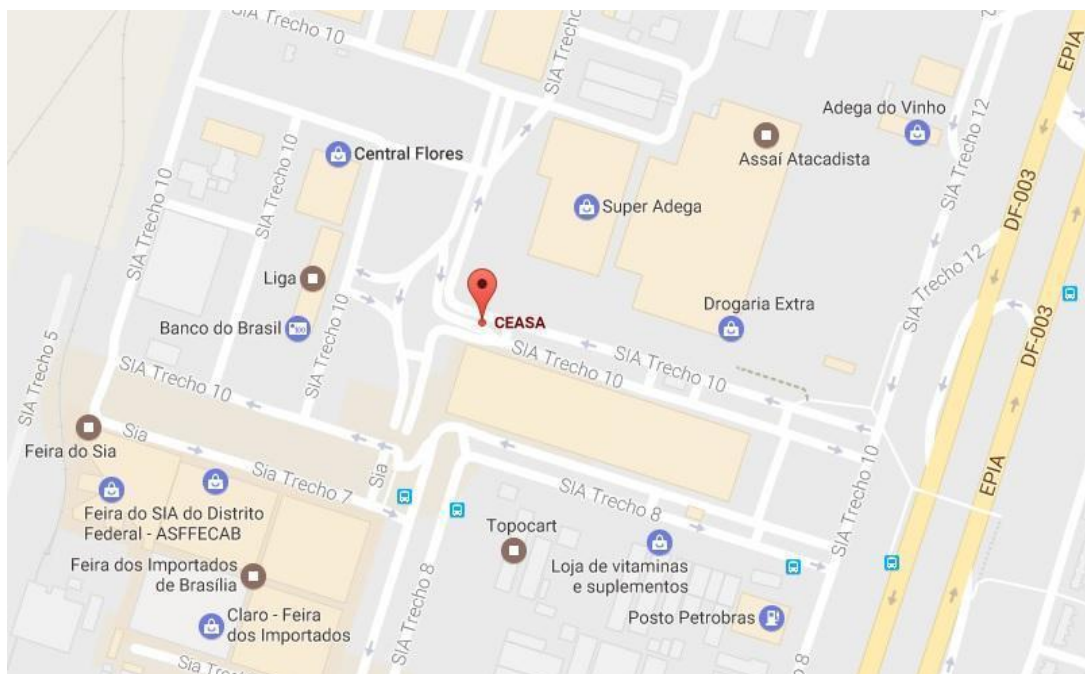 SIA Trecho 10
SIA Trecho 10
SIA Trecho 12
EPIA
Adega do Vinho
Central Flores
Assaí Atacadista
DF-003
SIA Trecho 10
SIA Trecho 10
Super Adega
SIA Trecho 12
Liga
Drogaria Extra
CEASA
Banco do Brasil
SIA Trecho 10
DF-003
SIA Trecho 5
SIA Trecho 10
SIA Trecho 10
SIA Trecho 10
Feira do Sia
Sia
Sia Trecho 7
Sia
SIA Trecho 10
EPIA
SIA Trecho 8
Feira do SIA do Distrito
Federal - ASFFECAB
Topocart
Feira dos Importados
de Brasília
Loja de vitaminas
e suplementos
Claro - Feira
dos Importados
Posto Petrobras
SIA Trecho 8